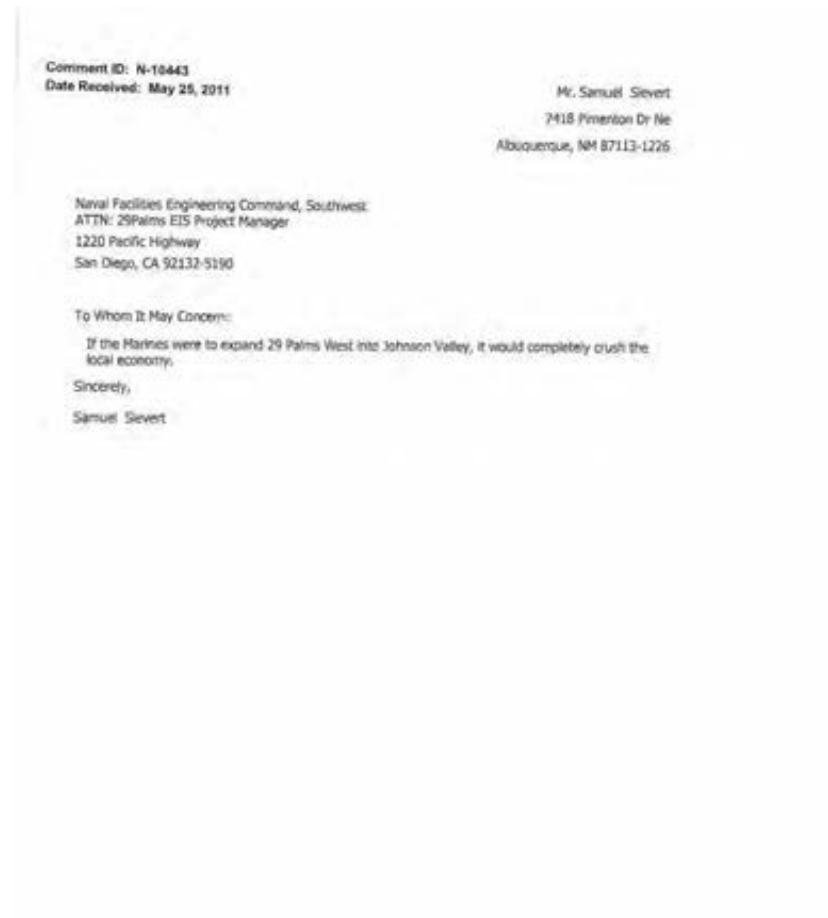 Comment ID: N-10443
Date Received: May 25, 2011
Mr. Samuel Sievert
7418 Pimenton Dr Ne
Albuquerque, NM 87113-1226
Naval Facilities Engineering Command, Southwest
ATTN: 29Palms EIS Project Manager
1220 Pacific Highway
San Diego, CA 92132-5190
To Whom It May Concern:
If the Marines were to expand 29 Palms West into Johnson Valley, it would completely crush the
local economy.
Sincerely,
Samuel Sievert